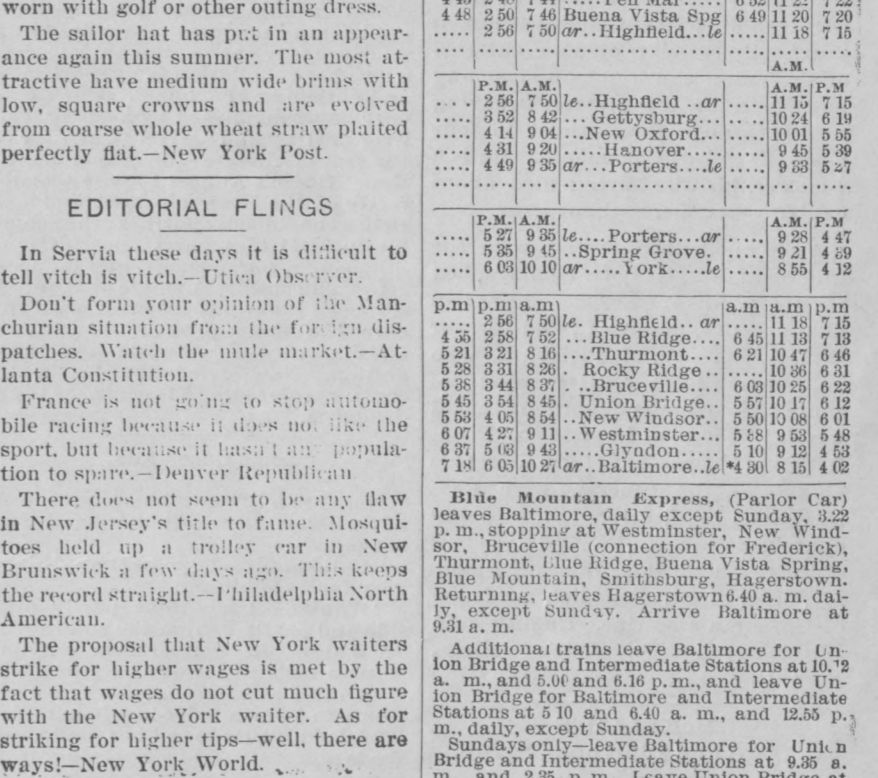 worn with golf or other outing dress.
The sailor hat has put in an appear-
ance again this summer. The most at-
tractive have medium wide brims with
low, square crowns and are evolved
from coarse whole wheat straw plaited
perfectly flat.—New York Post.
EDITORIAL FLINGS
In Servia these days it is difficult to
tell vitch is vitch.—Utica Observer.
Don't form your opinion of the Man-
churian situation from the foreign dis-
patches. Watch the mule market.—At-
lanta Constitution.
France is not going to stop automo-
bile racing because it does not like the
sport, but because it hasn't any popula-
tion to spare.—Denver Republican
There does not seem to be any flaw
in New Jersey's title to fame. Mosqui-
toes held up a trolley car in New
Brunswick a few days ago. This keeps
the record straight.—Philadelphia North
American.
The proposal that New York waiters
strike for higher wages is met by the
fact that wages do not cut much figure
with the New York waiter. As for
striking for higher tips—well, there are
ways!—New York World.
4 48 2 50 7 46 Buena Vista Spg 6 49 11 20 7 20
..... 2 56 7 50 ar..Highfield...le ..... 11 18 7 15
A.M.
P.M. A.M. A.M. P.M
.... 2 56 7 50 le..Highfield ..ar ..... 11 15 7 15
..... 3 52 8 42 ... Gettysburg... ..... 10 24 6 19
..... 4 14 9 04 ...New Oxford... ..... 10 01 5 55
..... 4 31 9 20 .....Hanover.... ..... 9 45 5 39
..... 4 49 9 35 ar...Porters....le ..... 9 33 5 27
P.M. A.M. A.M. P.M
..... 5 27 9 35 le....Porters...ar ..... 9 28 4 47
..... 5 35 9 45 ..Spring Grove. ..... 9 21 4 39
..... 6 03 10 10 ar.....York.....le ..... 8 55 4 12
p.m p.m a.m a.m a.m p.m
..... 2 56 7 50 le. Highfield.. ar ..... 11 18 7 15
4 35 2 58 7 52 ...Blue Ridge.... 6 45 11 13 7 13
5 21 3 21 8 16 ....Thurmont.... 6 21 10 47 6 46
5 28 3 31 8 26 . Rocky Ridge .. ..... 10 36 6 31
5 38 3 44 8 37 . ..Bruceville.... 6 03 10 25 6 22
5 45 3 54 8 45 . Union Bridge.. 5 57 10 17 6 12
5 53 4 05 8 54 ..New Windsor.. 5 50 10 08 6 01
6 07 4 27 9 11 ..Westminster... 5 38 9 53 5 48
6 37 5 03 9 43 .....Glyndon..... 5 10 9 12 4 53
7 18 6 05 10 27 ar..Baltimore..le *4 30 8 15 4 02
Blue Mountain Express, (Parlor Car)
leaves Baltimore, daily except Sunday, 3.22
p. m., stopping at Westminster, New Wind-
sor, Bruceville (connection for Frederick),
Thurmont, Blue Ridge, Buena Vista Spring,
Blue Mountain, Smithsburg, Hagerstown.
Returning, leaves Hagerstown 6.40 a. m. dai-
ly, except Sunday. Arrive Baltimore at
9.31 a. m.
Additional trains leave Baltimore for Un-
ion Bridge and Intermediate Stations at 10.12
a. m., and 5.00 and 6.16 p. m., and leave Un-
ion Bridge for Baltimore and Intermediate
Stations at 5 10 and 6.40 a. m., and 12.55 p.
m., daily, except Sunday.
Sundays only—leave Baltimore for Union
Bridge and Intermediate Stations at 9.35 a.